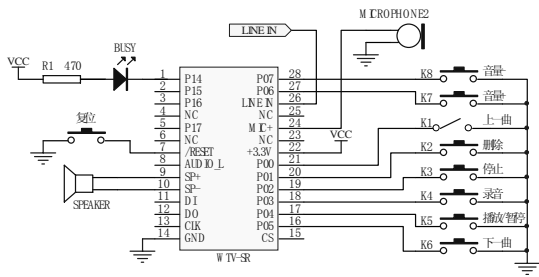 MICROPHONE2
LINE IN
VCC
R1 470
BUSY
1 P14
2 P15
3 P16
4 NC
5 P17
6 NC
7 /RESET
8 AUDIO_L
9 SP+
10 SP-
11 DI
12 DO
13 CLK
14 GND
P07 28
P06 27
LINE IN 26
NC 25
MIC+ 24
NC 23
+3.3V 22
P00 21
P01 20
P02 19
P03 18
P04 17
P05 16
CS 15
WTV-SR
复位
SPEAKER
VCC
K8 音量-
K7 音量+
K1 上一曲
K2 删除
K3 停止
K4 录音
K5 播放/暂停
K6 下一曲